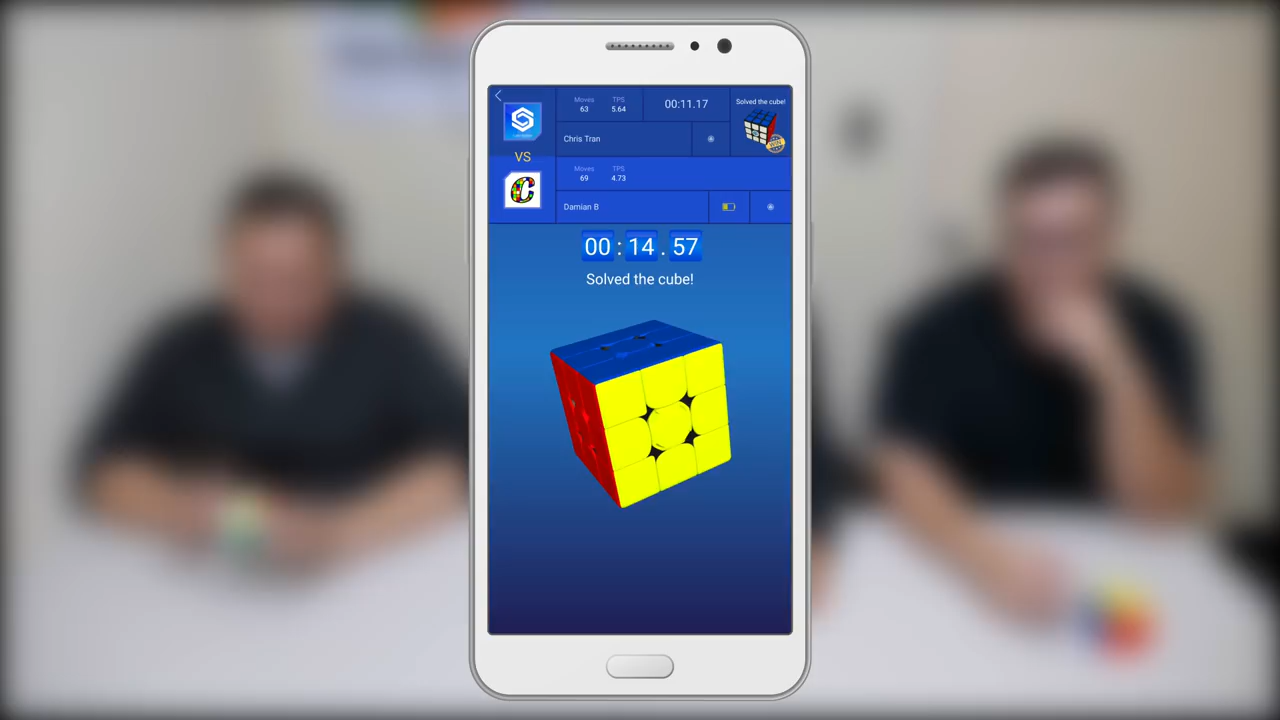 Moves TPS
63 5.64
00:11.17
Solved the cube!
Chris Tran
VS
Moves TPS
69 4.73
Damian B
00 : 14 . 57
Solved the cube!